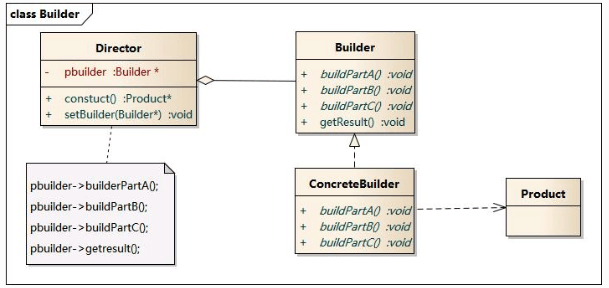 class Builder
Director
- pbuilder :Builder *
+ constuct() :Product*
+ setBuilder(Builder*) :void
Builder
+ buildPartA() :void
+ buildPartB() :void
+ buildPartC() :void
+ getResult() :void
pbuilder->builderPartA();
pbuilder->buildPartB();
pbuilder->buildPartC();
pbuilder->getresult();
ConcreteBuilder
+ buildPartA() :void
+ buildPartB() :void
+ buildPartC() :void
Product